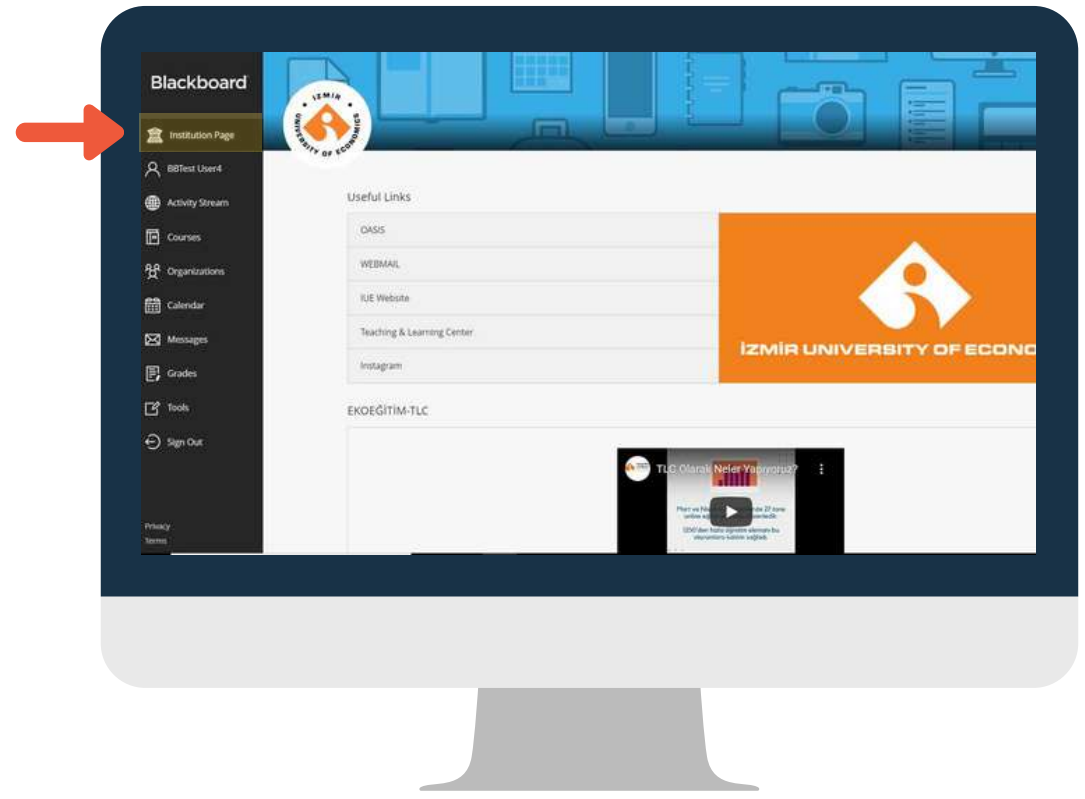 Blackboard
Institution Page
BBTest User4
Activity Stream
Courses
Organizations
Calendar
Messages
Grades
Tools
Sign Out
Privacy
Terms
İZMİR
UNIVERSITY OF ECONOMICS
Useful Links
OASIS
WEBMAIL
IUE Website
Teaching & Learning Center
Instagram
İZMİR UNIVERSITY OF ECONO
EKOEĞİTİM-TLC
TLC Olarak Neler Yapıyoruz?